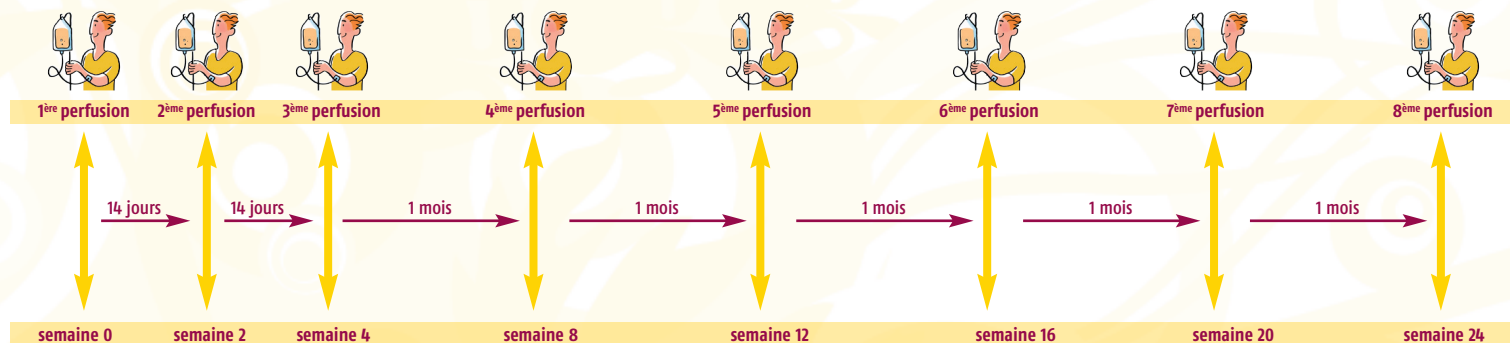 1ère perfusion 2ème perfusion 3ème perfusion 4ème perfusion 5ème perfusion 6ème perfusion 7ème perfusion 8ème perfusion
14 jours 14 jours 1 mois 1 mois 1 mois 1 mois 1 mois
semaine 0 semaine 2 semaine 4 semaine 8 semaine 12 semaine 16 semaine 20 semaine 24